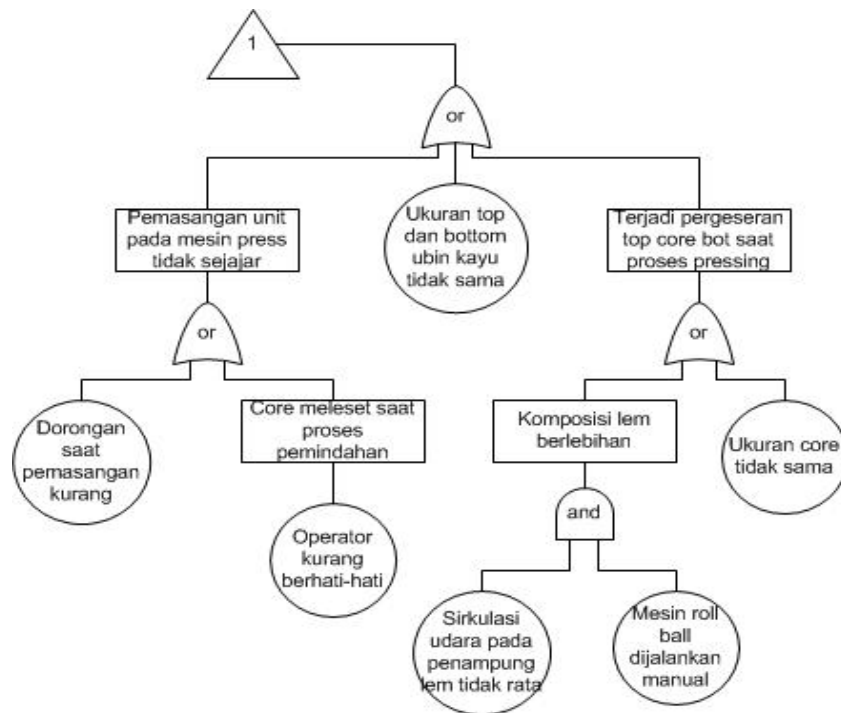 1
or
Pemasangan unit
pada mesin press
tidak sejajar
Ukuran top
dan bottom
ubin kayu
tidak sama
Terjadi pergeseran
top core bot saat
proses pressing
or
or
Dorongan
saat
pemasangan
kurang
Core meleset saat
proses
pemindahan
Komposisi lem
berlebihan
Ukuran core
tidak sama
and
Operator
kurang
berhati-hati
Sirkulasi
udara pada
penampung
lem tidak rata
Mesin roll
ball
dijalankan
manual